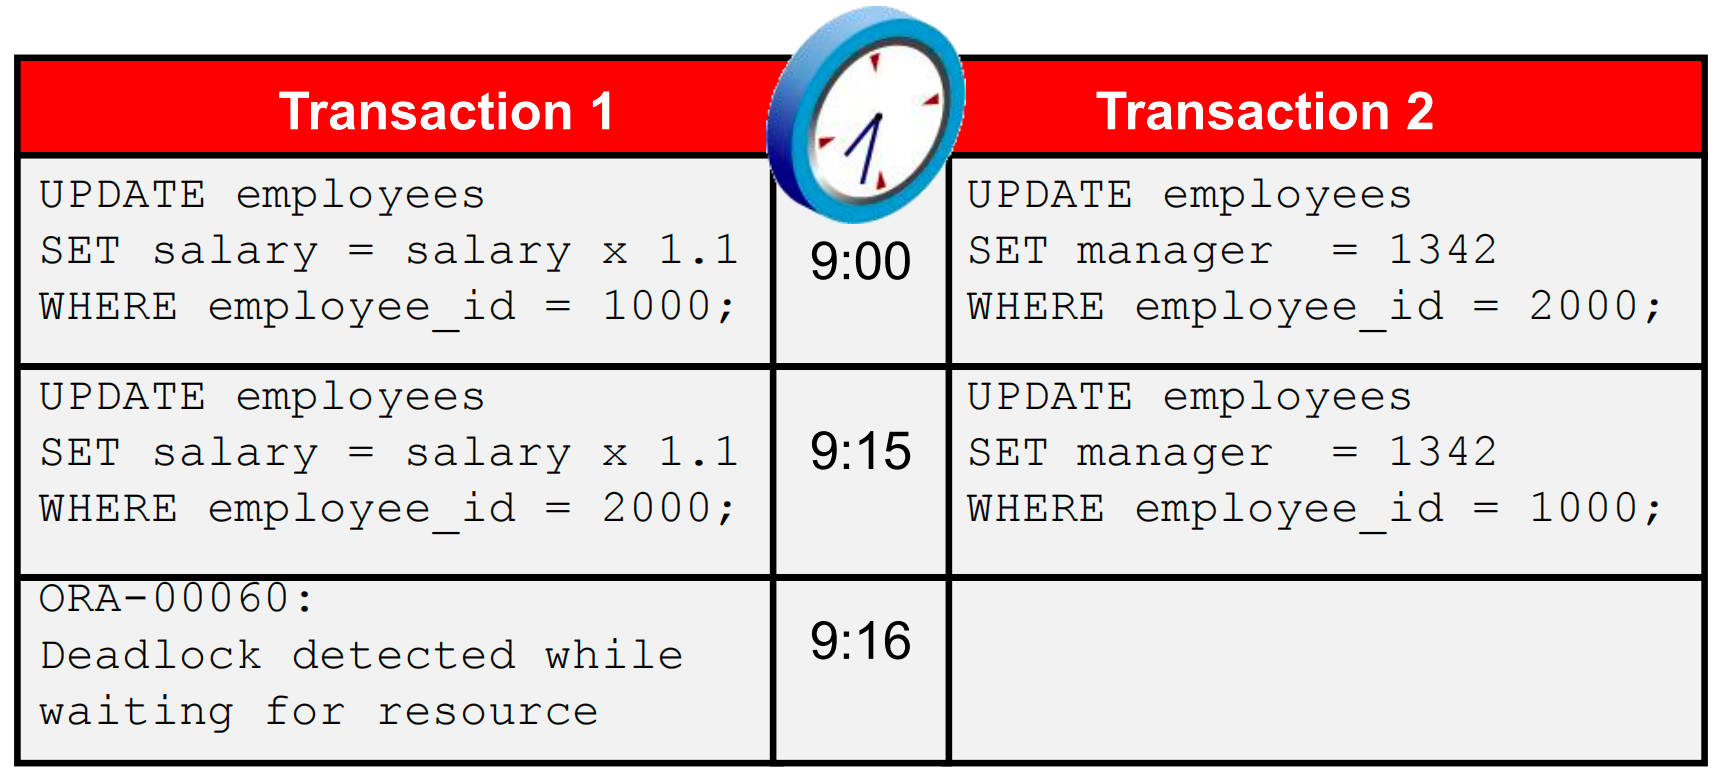 Transaction 1
Transaction 2
UPDATE employees
SET salary = salary x 1.1
WHERE employee_id = 1000;
9:00
UPDATE employees
SET manager  = 1342
WHERE employee_id = 2000;
UPDATE employees
SET salary = salary x 1.1
WHERE employee_id = 2000;
9:15
UPDATE employees
SET manager  = 1342
WHERE employee_id = 1000;
ORA-00060:
Deadlock detected while
waiting for resource
9:16